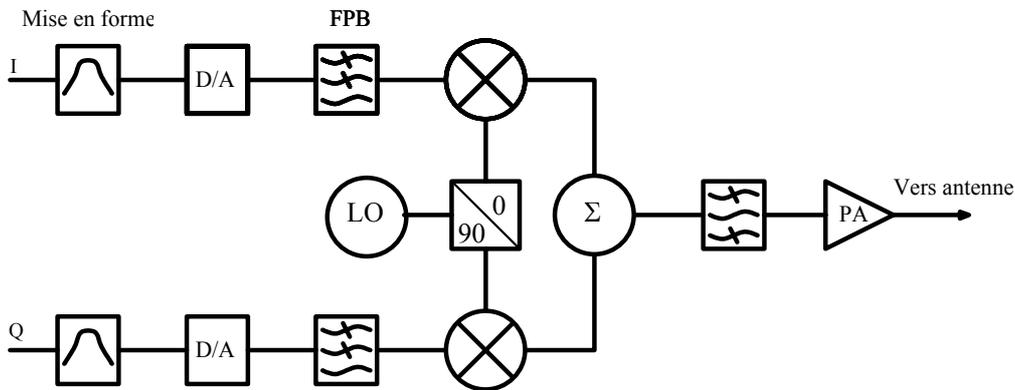 Mise en forme
FPB
I
D/A
LO
0
90
Σ
PA
Vers antenne
Q
D/A